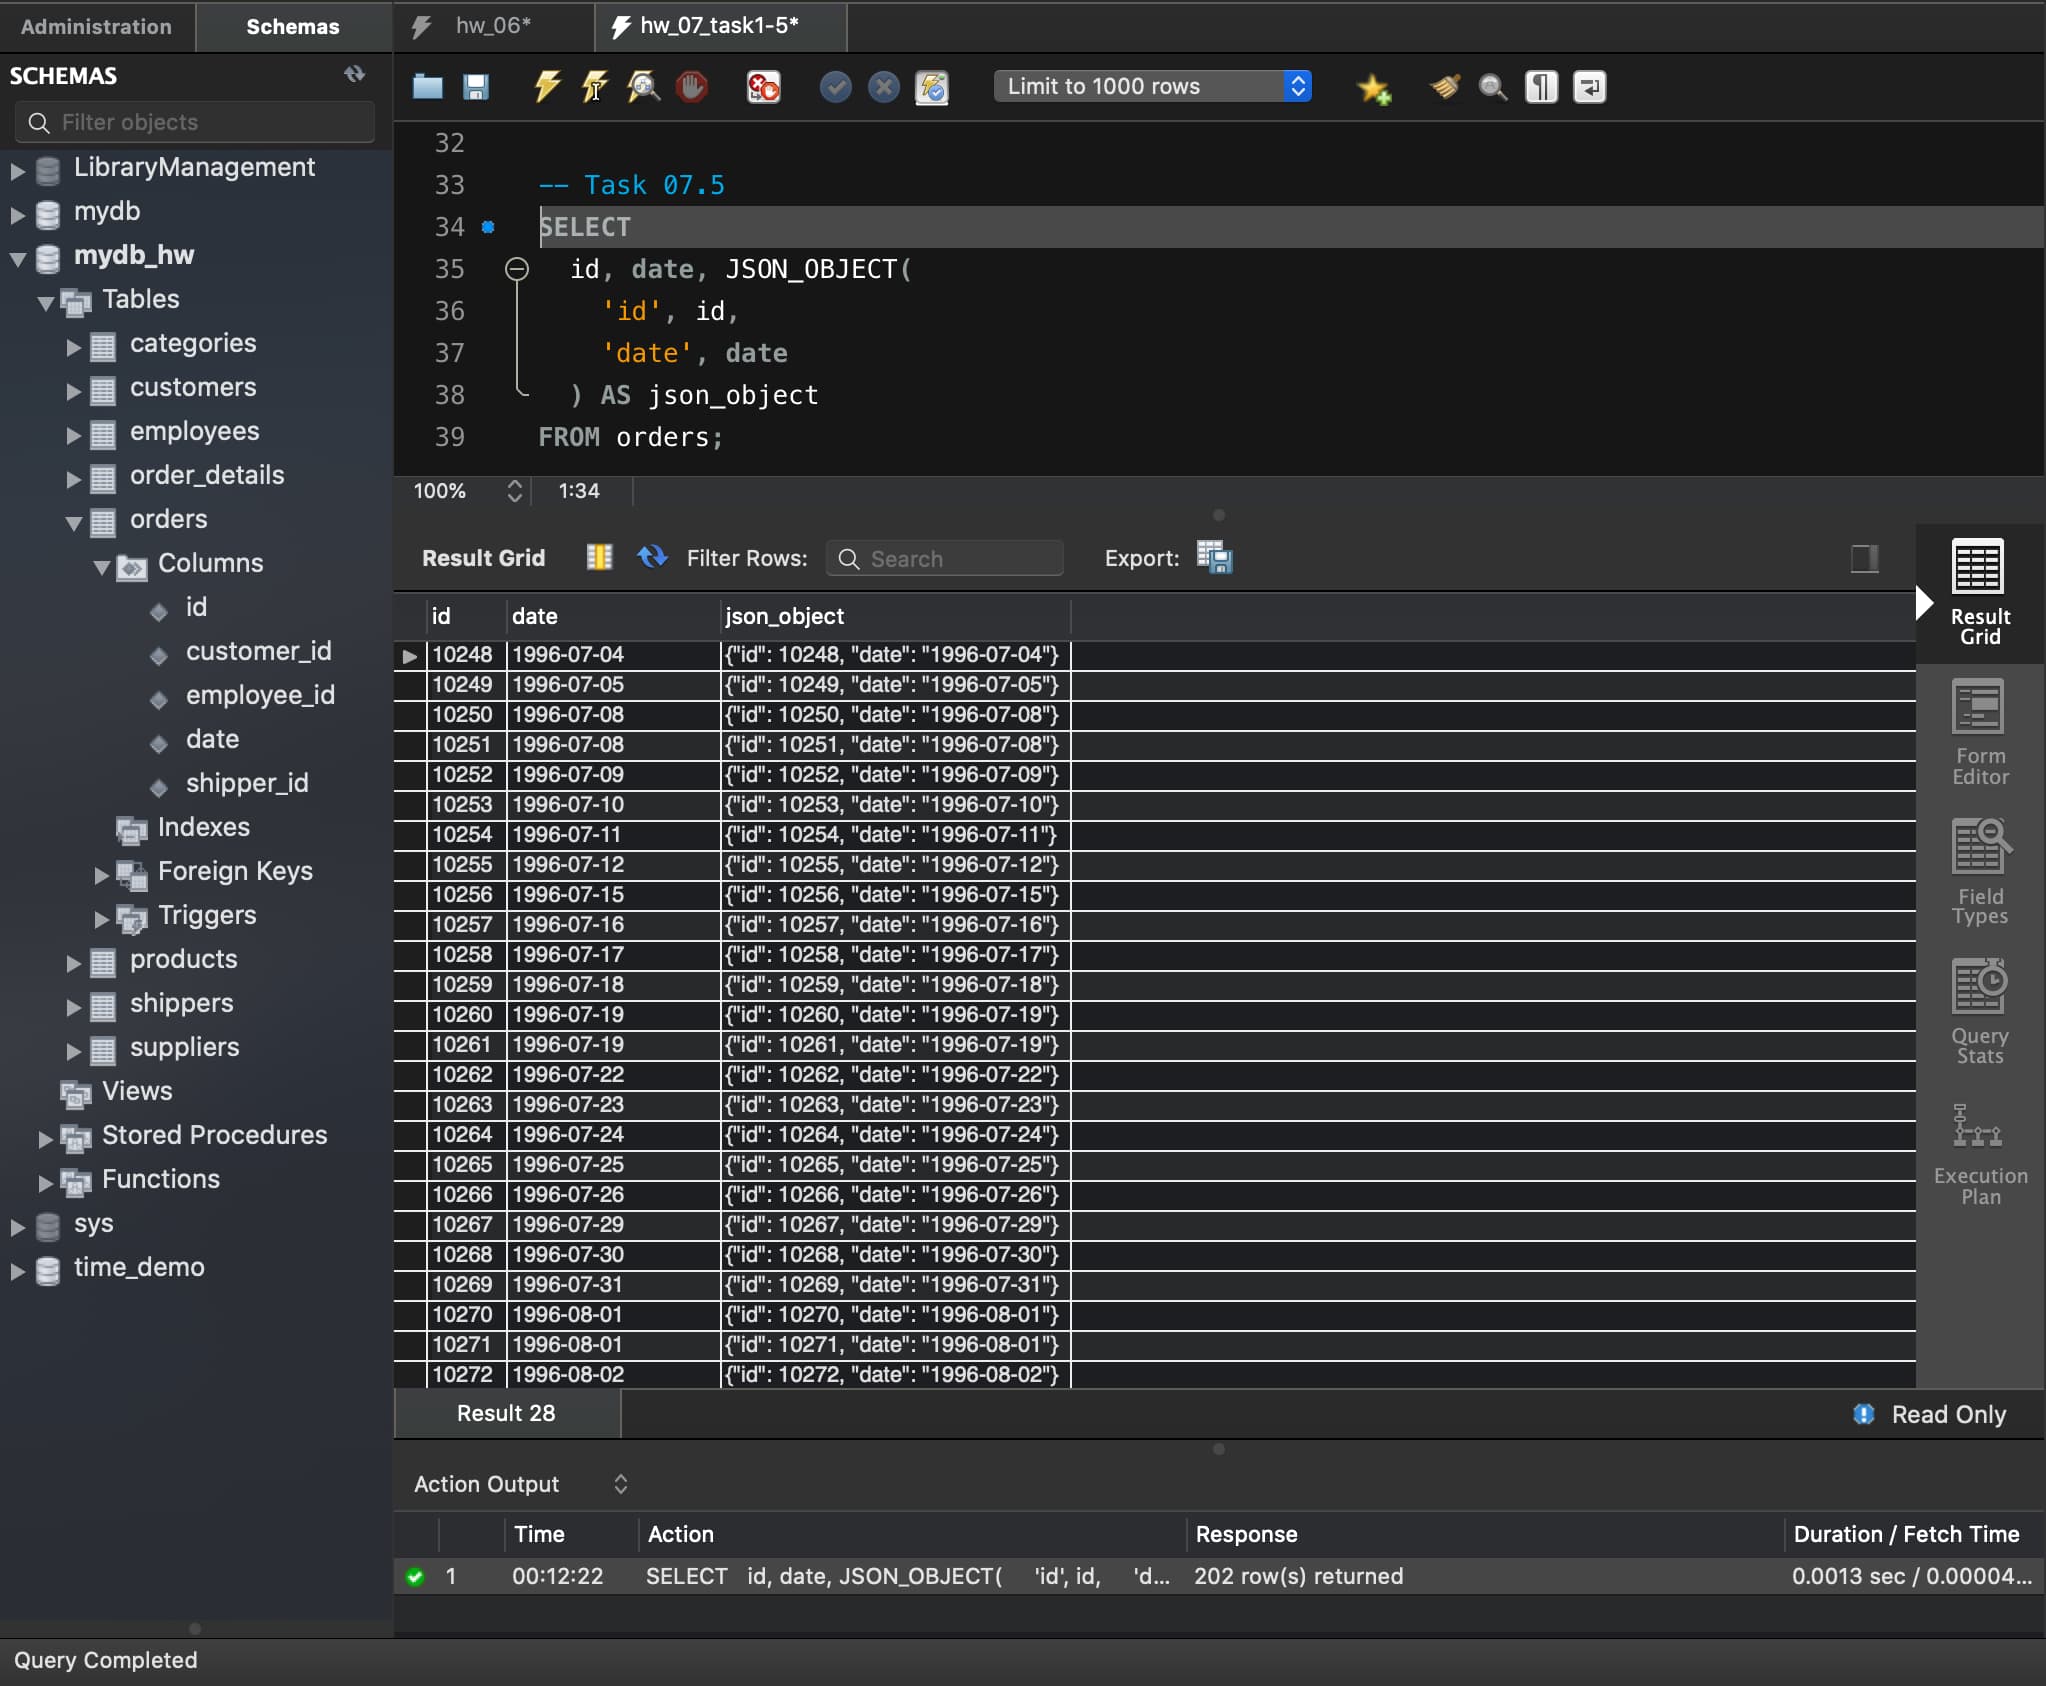 Administration
Schemas
hw_06*
hw_07_task1-5*
SCHEMAS
Filter objects
LibraryManagement
mydb
mydb_hw
Tables
categories
customers
employees
order_details
orders
Columns
id
customer_id
employee_id
date
shipper_id
Indexes
Foreign Keys
Triggers
products
shippers
suppliers
Views
Stored Procedures
Functions
sys
time_demo
Limit to 1000 rows
32
33 -- Task 07.5
34 SELECT
35 id, date, JSON_OBJECT(
36 'id', id,
37 'date', date
38 ) AS json_object
39 FROM orders;
100% 1:34
Result Grid Filter Rows: Search Export:
id date json_object
10248 1996-07-04 {"id": 10248, "date": "1996-07-04"}
10249 1996-07-05 {"id": 10249, "date": "1996-07-05"}
10250 1996-07-08 {"id": 10250, "date": "1996-07-08"}
10251 1996-07-08 {"id": 10251, "date": "1996-07-08"}
10252 1996-07-09 {"id": 10252, "date": "1996-07-09"}
10253 1996-07-10 {"id": 10253, "date": "1996-07-10"}
10254 1996-07-11 {"id": 10254, "date": "1996-07-11"}
10255 1996-07-12 {"id": 10255, "date": "1996-07-12"}
10256 1996-07-15 {"id": 10256, "date": "1996-07-15"}
10257 1996-07-16 {"id": 10257, "date": "1996-07-16"}
10258 1996-07-17 {"id": 10258, "date": "1996-07-17"}
10259 1996-07-18 {"id": 10259, "date": "1996-07-18"}
10260 1996-07-19 {"id": 10260, "date": "1996-07-19"}
10261 1996-07-19 {"id": 10261, "date": "1996-07-19"}
10262 1996-07-22 {"id": 10262, "date": "1996-07-22"}
10263 1996-07-23 {"id": 10263, "date": "1996-07-23"}
10264 1996-07-24 {"id": 10264, "date": "1996-07-24"}
10265 1996-07-25 {"id": 10265, "date": "1996-07-25"}
10266 1996-07-26 {"id": 10266, "date": "1996-07-26"}
10267 1996-07-29 {"id": 10267, "date": "1996-07-29"}
10268 1996-07-30 {"id": 10268, "date": "1996-07-30"}
10269 1996-07-31 {"id": 10269, "date": "1996-07-31"}
10270 1996-08-01 {"id": 10270, "date": "1996-08-01"}
10271 1996-08-01 {"id": 10271, "date": "1996-08-01"}
10272 1996-08-02 {"id": 10272, "date": "1996-08-02"}
Result
Grid
Form
Editor
Field
Types
Query
Stats
Execution
Plan
Result 28
Read Only
Action Output
Time Action Response Duration / Fetch Time
1 00:12:22 SELECT id, date, JSON_OBJECT( 'id', id, 'd... 202 row(s) returned 0.0013 sec / 0.00004...
Query Completed